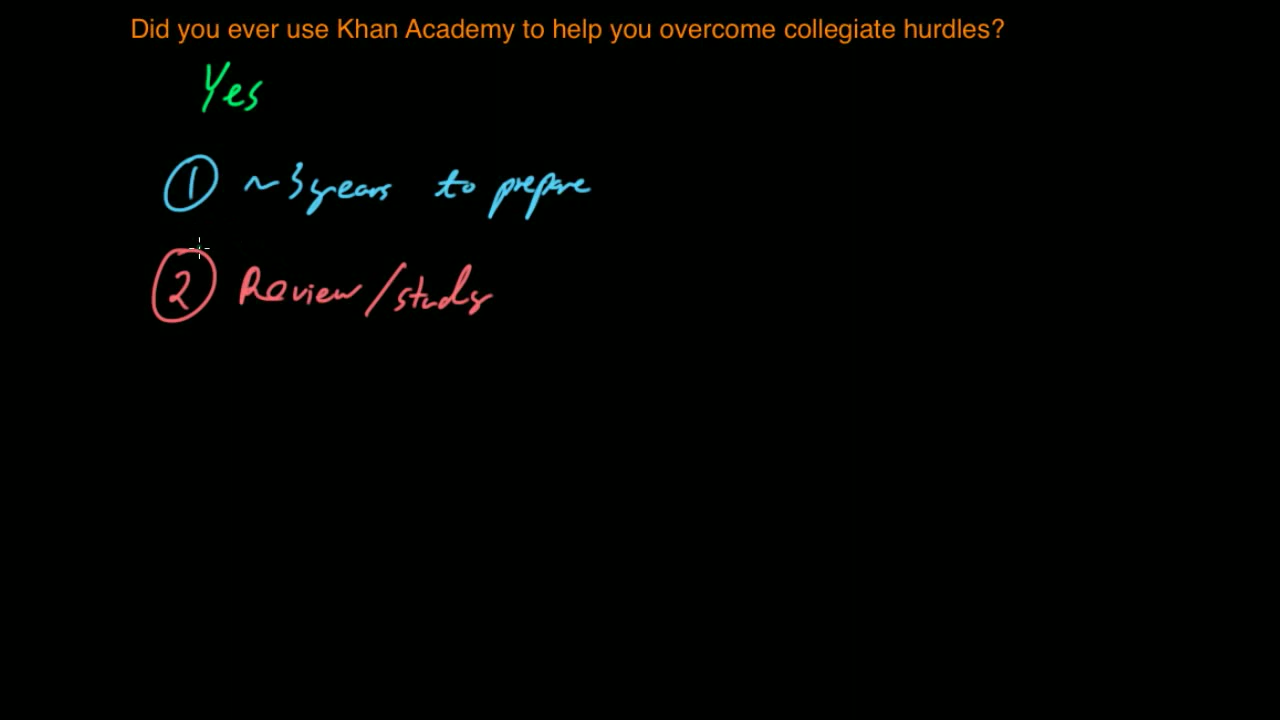 Did you ever use Khan Academy to help you overcome collegiate hurdles?
Yes
1 ~3 years to prepare
2 Review/study